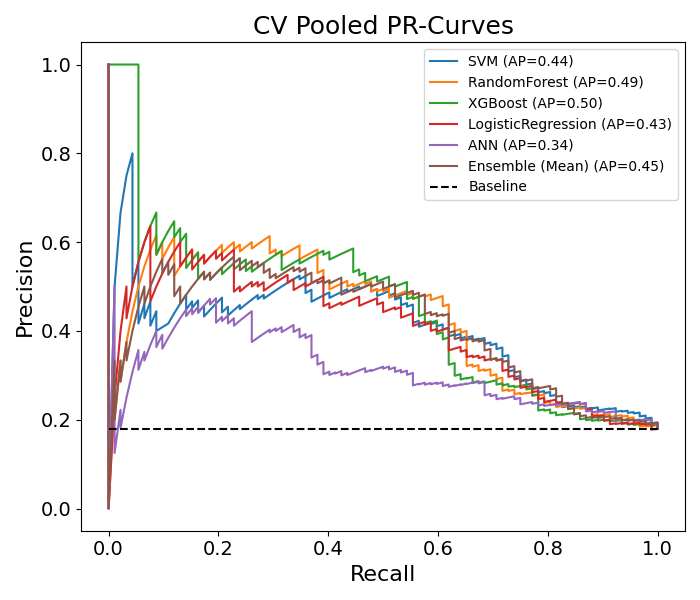 CV Pooled PR-Curves
SVM (AP=0.44)
RandomForest (AP=0.49)
XGBoost (AP=0.50)
LogisticRegression (AP=0.43)
ANN (AP=0.34)
Ensemble (Mean) (AP=0.45)
Baseline
Precision
1.0
0.8
0.6
0.4
0.2
0.0
0.0 0.2 0.4 0.6 0.8 1.0
Recall